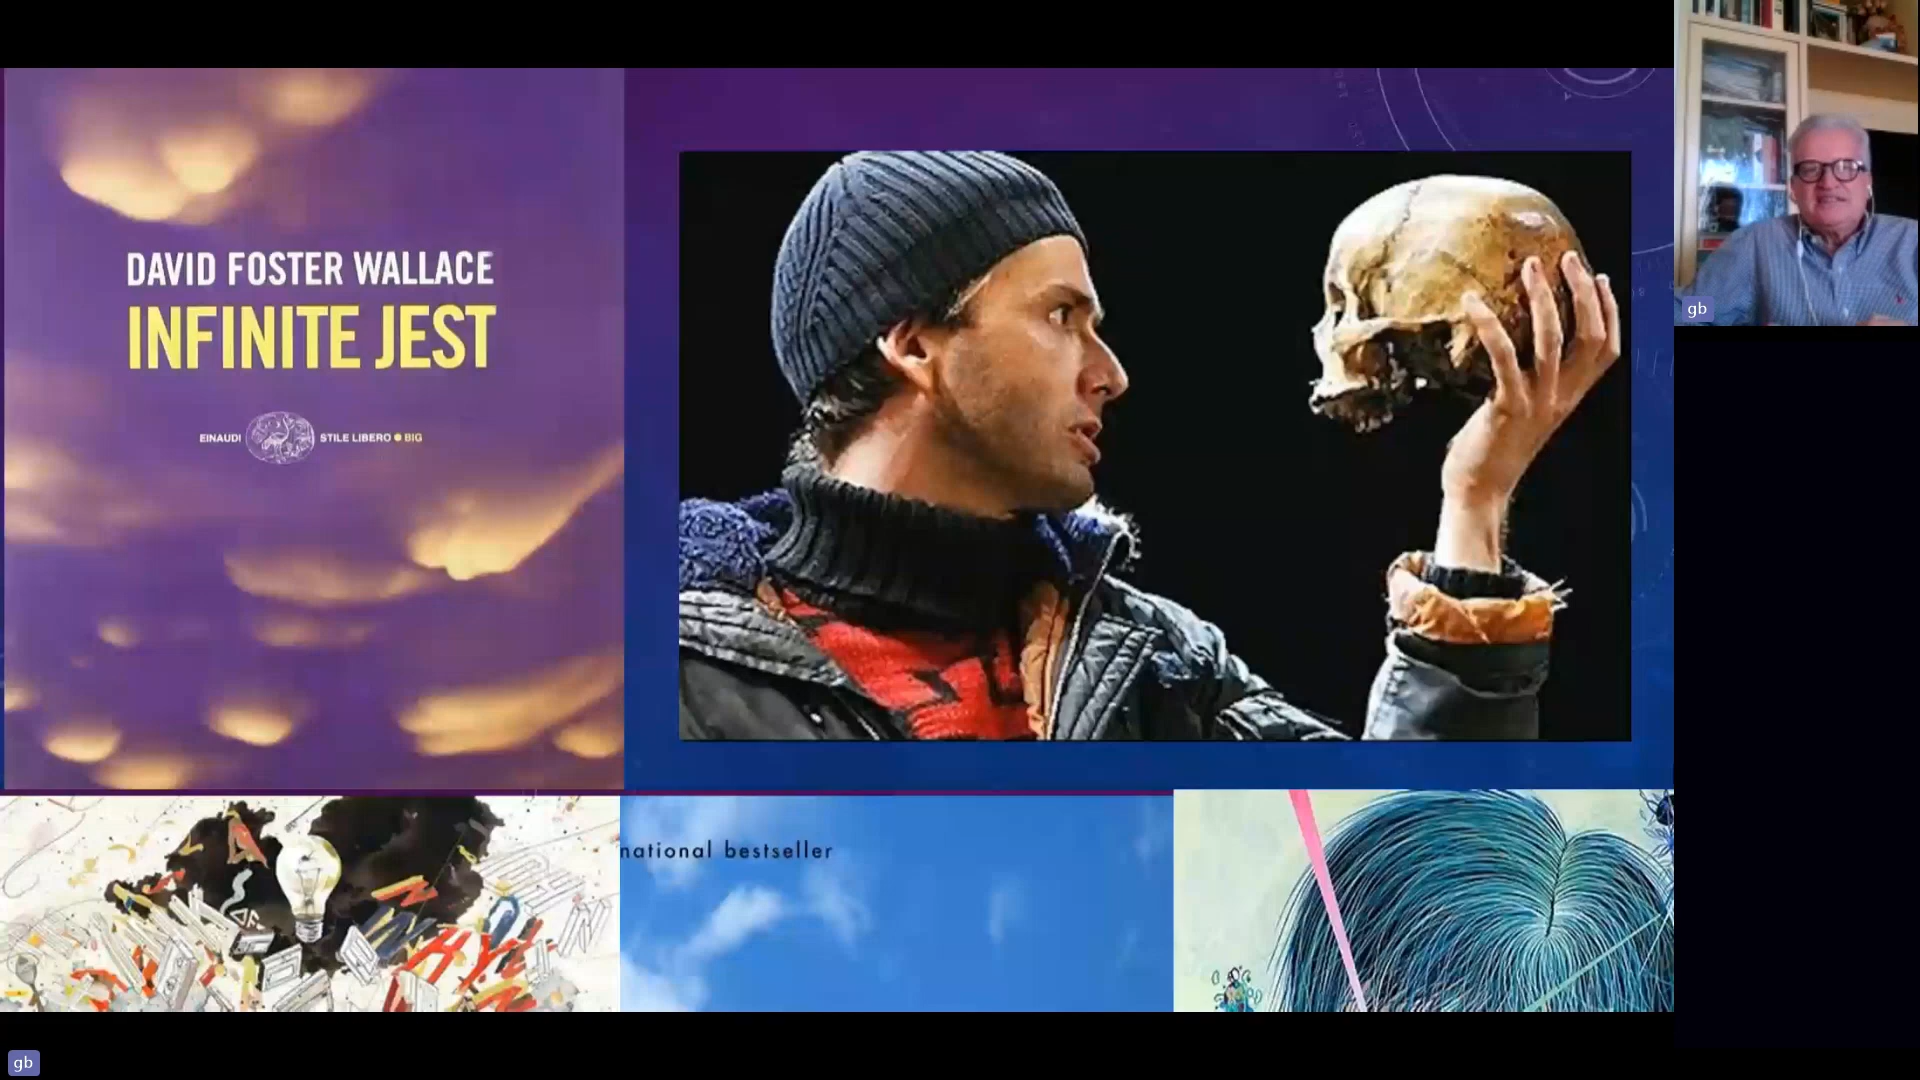 DAVID FOSTER WALLACE
INFINITE JEST
EINAUDI STILE LIBERO BIG
national bestseller
gb
gb